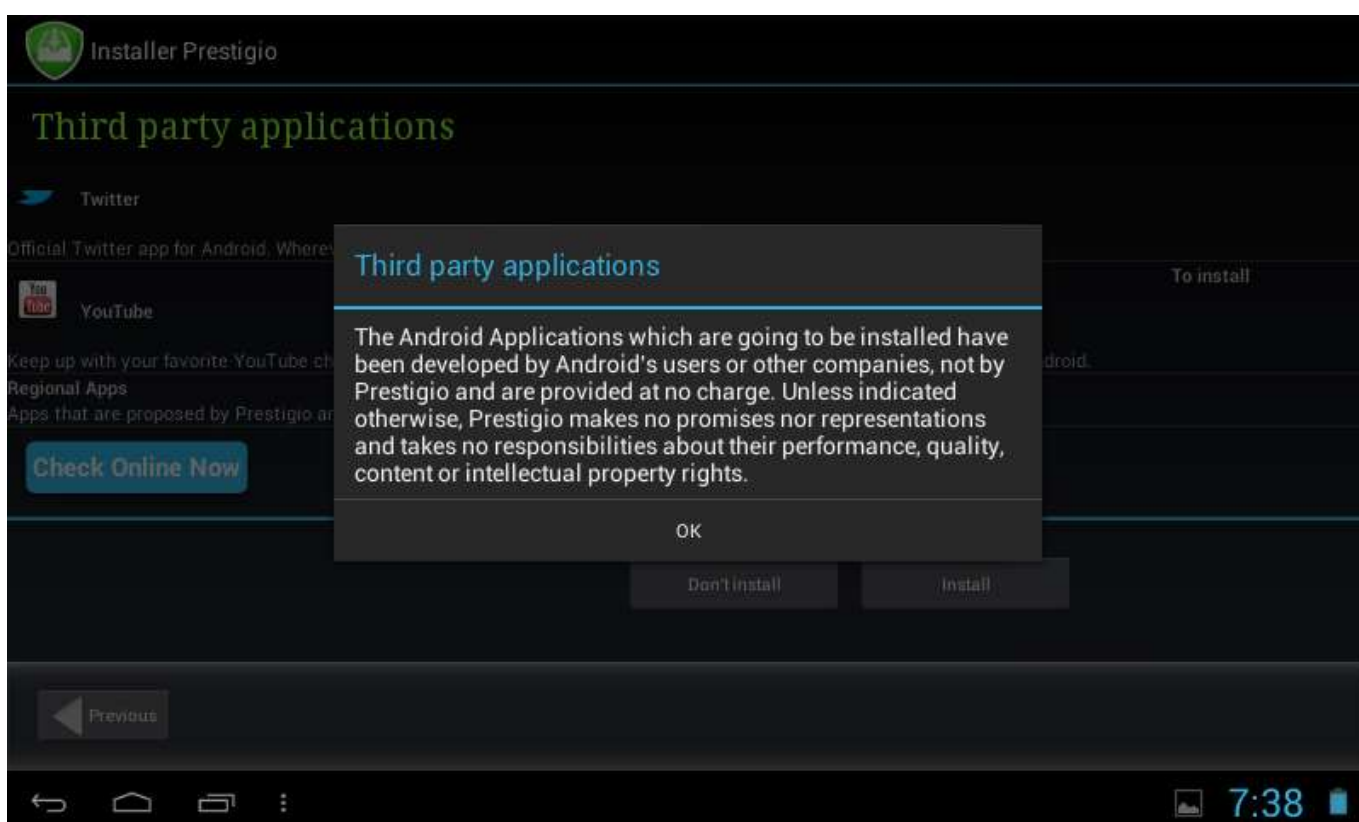 Installer Prestigio
Third party applications
Twitter
Official Twitter app for Android. Wherev
To install
You
Tube
YouTube
Keep up with your favorite YouTube ch
droid.
Regional Apps
Apps that are proposed by Prestigio an
Check Online Now
Third party applications
The Android Applications which are going to be installed have
been developed by Android's users or other companies, not by
Prestigio and are provided at no charge. Unless indicated
otherwise, Prestigio makes no promises nor representations
and takes no responsibilities about their performance, quality,
content or intellectual property rights.
OK
Don't install
Install
Previous
7:38